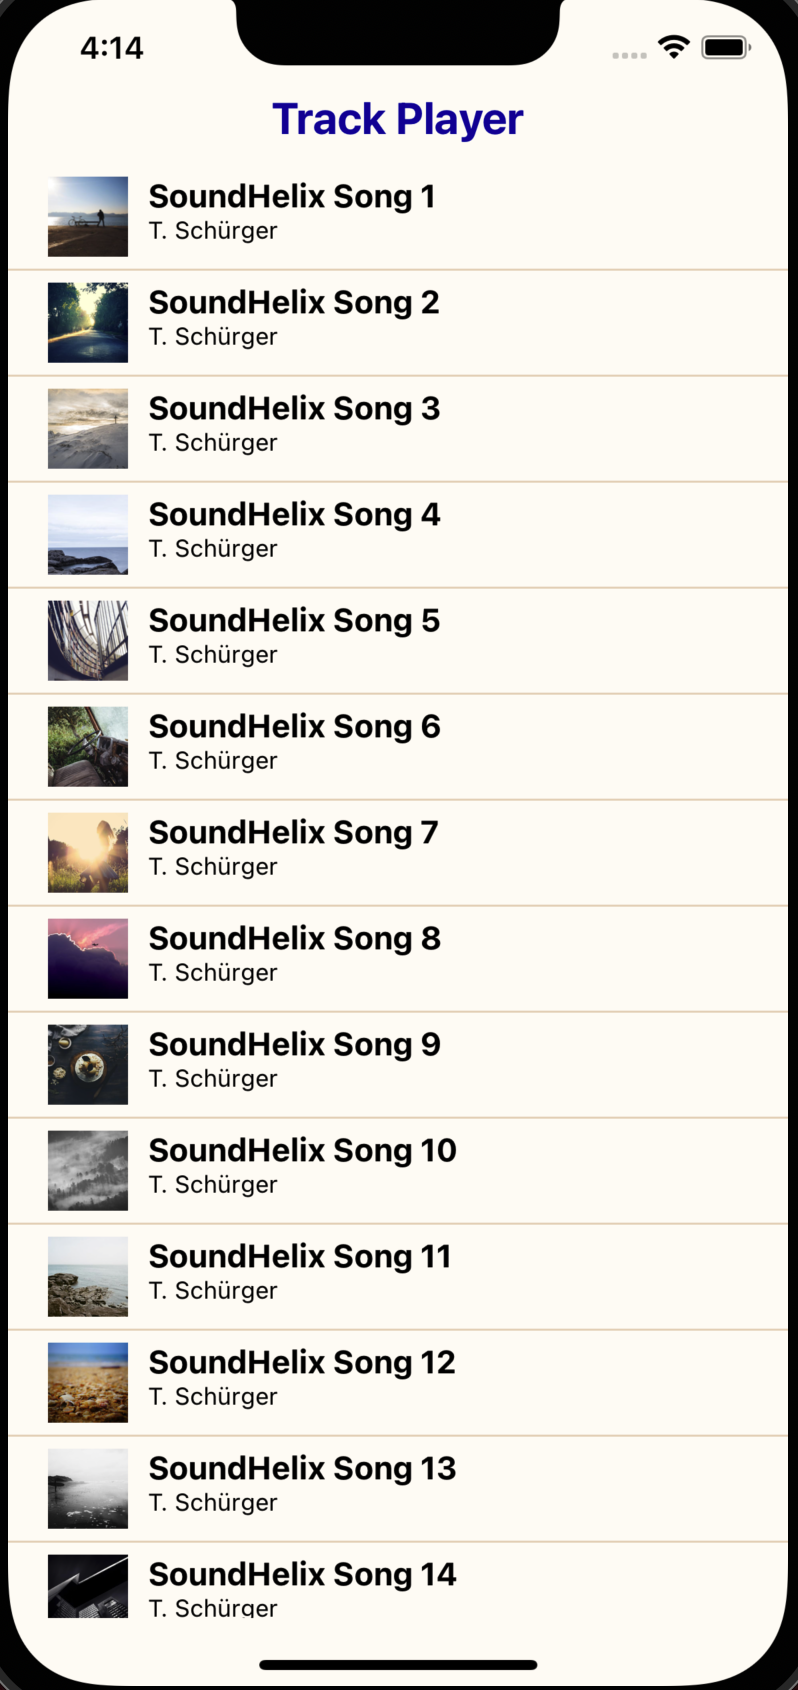 4:14
Track Player
SoundHelix Song 1
T. Schürger
SoundHelix Song 2
T. Schürger
SoundHelix Song 3
T. Schürger
SoundHelix Song 4
T. Schürger
SoundHelix Song 5
T. Schürger
SoundHelix Song 6
T. Schürger
SoundHelix Song 7
T. Schürger
SoundHelix Song 8
T. Schürger
SoundHelix Song 9
T. Schürger
SoundHelix Song 10
T. Schürger
SoundHelix Song 11
T. Schürger
SoundHelix Song 12
T. Schürger
SoundHelix Song 13
T. Schürger
SoundHelix Song 14
T. Schürger